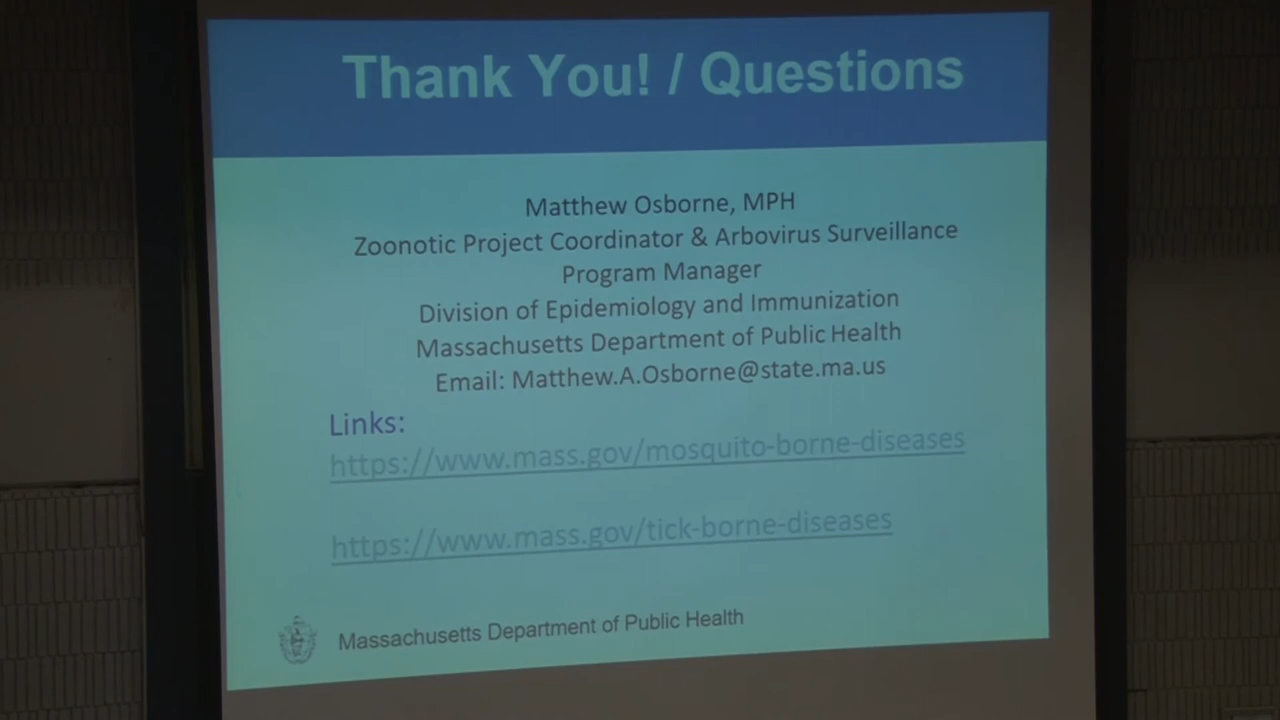 Thank You! / Questions
Matthew Osborne, MPH
Zoonotic Project Coordinator & Arbovirus Surveillance
Program Manager
Division of Epidemiology and Immunization
Massachusetts Department of Public Health
Email: Matthew.A.Osborne@state.ma.us
Links:
https://www.mass.gov/mosquito-borne-diseases
https://www.mass.gov/tick-borne-diseases
Massachusetts Department of Public Health